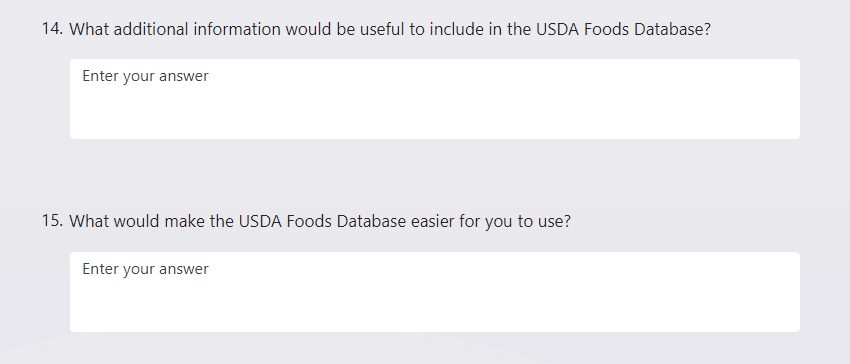 14. What additional information would be useful to include in the USDA Foods Database?
Enter your answer
15. What would make the USDA Foods Database easier for you to use?
Enter your answer